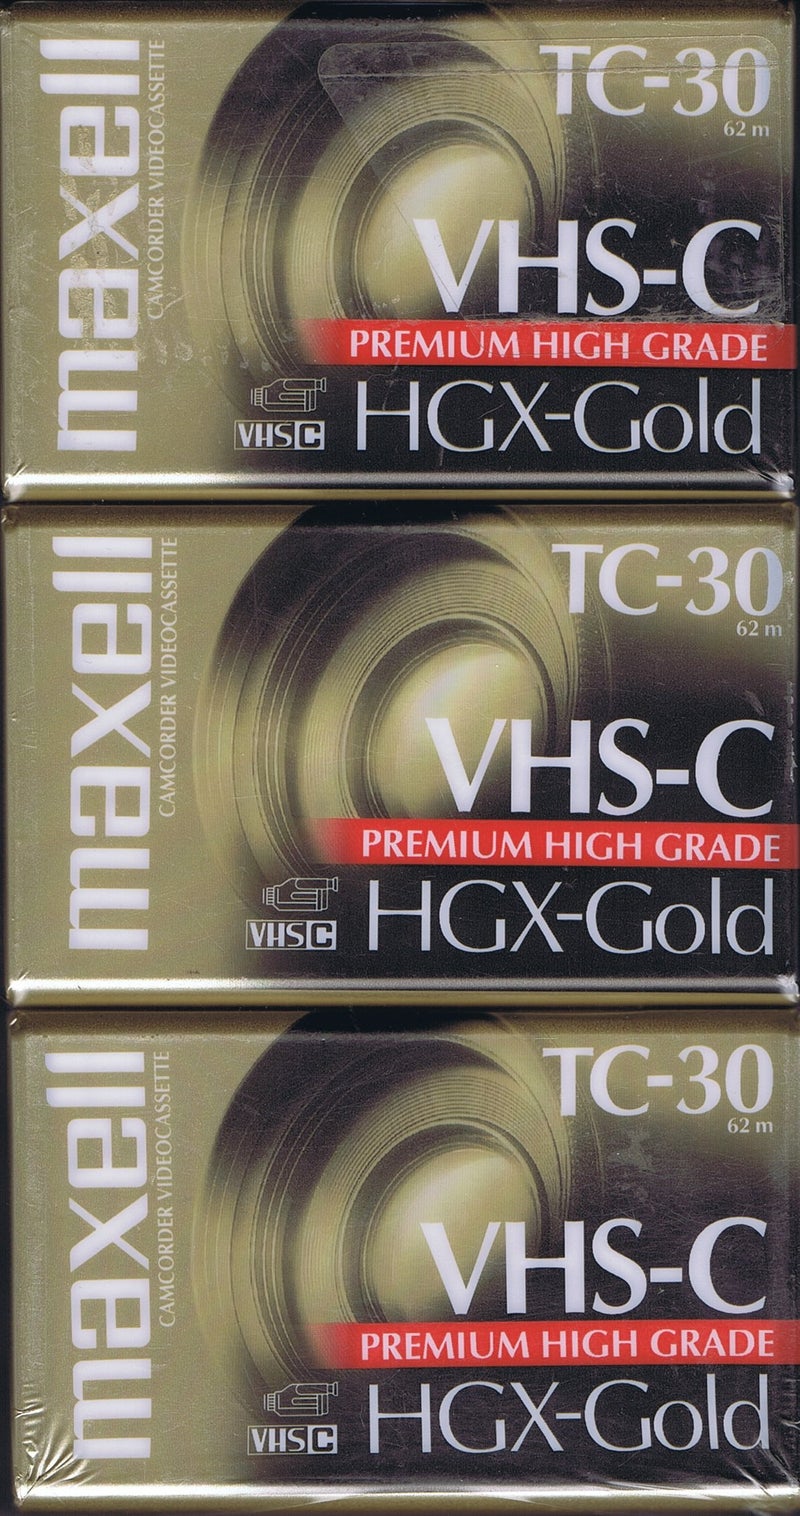 maxell
CAMCORDER VIDEOCASSETTE
TC-30
62 m
VHS-C
PREMIUM HIGH GRADE
VHS C
HGX-Gold
maxell
CAMCORDER VIDEOCASSETTE
TC-30
62 m
VHS-C
PREMIUM HIGH GRADE
VHS C
HGX-Gold
maxell
CAMCORDER VIDEOCASSETTE
TC-30
62 m
VHS-C
PREMIUM HIGH GRADE
VHS C
HGX-Gold